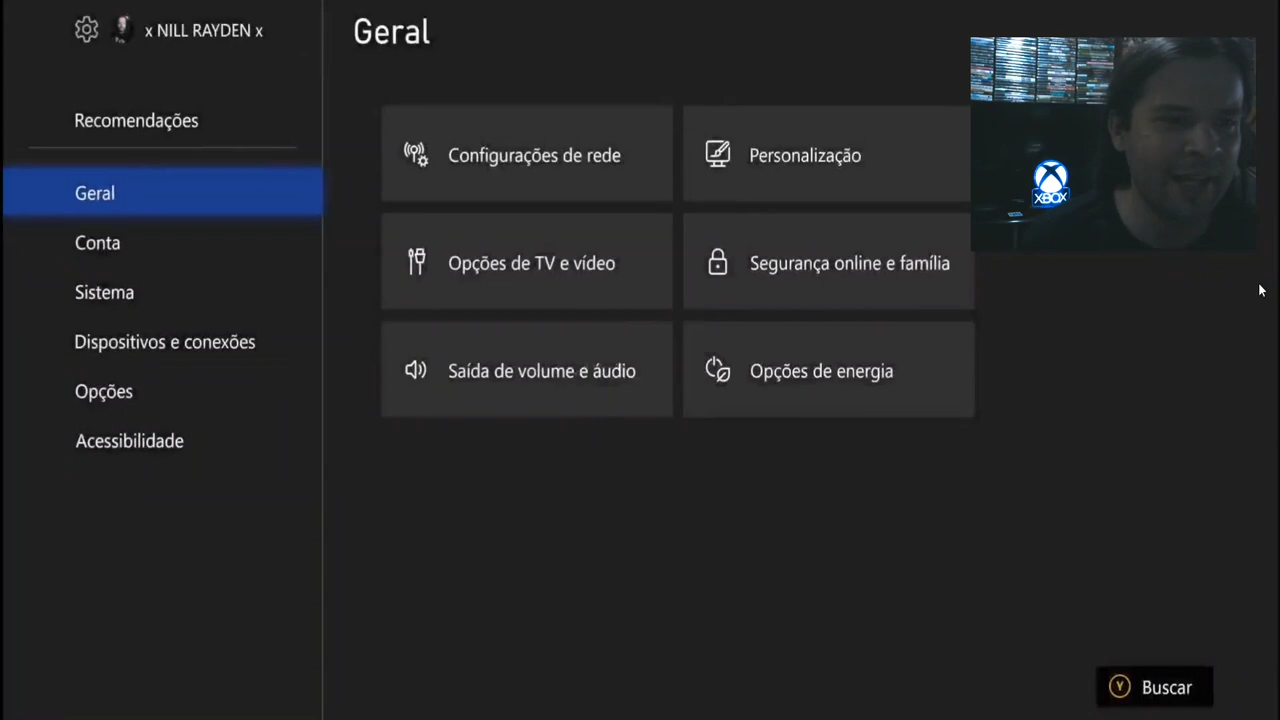 x NILL RAYDEN x
Geral
Recomendações
Geral
Conta
Sistema
Dispositivos e conexões
Opções
Acessibilidade
Configurações de rede
Personalização
Opções de TV e vídeo
Segurança online e família
Saída de volume e áudio
Opções de energia
XBOX
Y Buscar